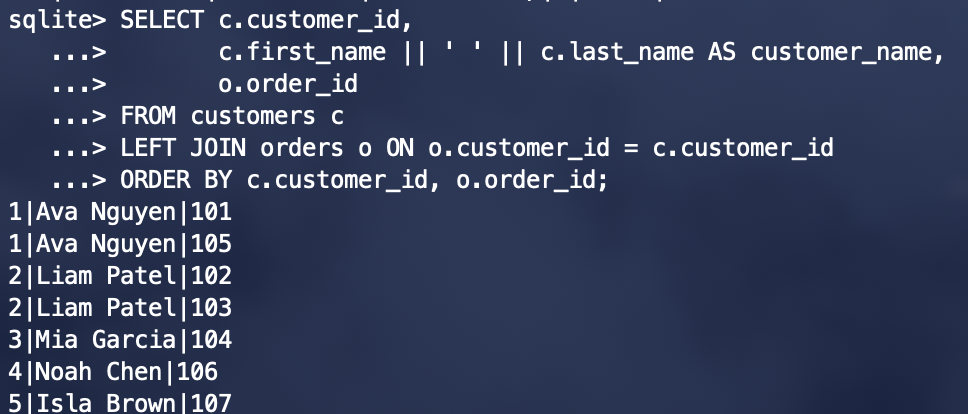 sqlite> SELECT c.customer_id,
   ...>        c.first_name || ' ' || c.last_name AS customer_name,
   ...>        o.order_id
   ...> FROM customers c
   ...> LEFT JOIN orders o ON o.customer_id = c.customer_id
   ...> ORDER BY c.customer_id, o.order_id;
1|Ava Nguyen|101
1|Ava Nguyen|105
2|Liam Patel|102
2|Liam Patel|103
3|Mia Garcia|104
4|Noah Chen|106
5|Isla Brown|107